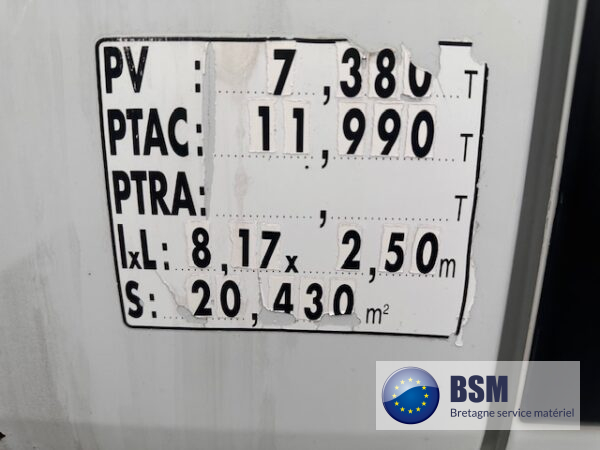 PV : 7,380 T
PTAC: 11,990 T
PTRA: , T
lxL: 8,17x 2,50m
S: 20,430 m²
BSM
Bretagne service matériel